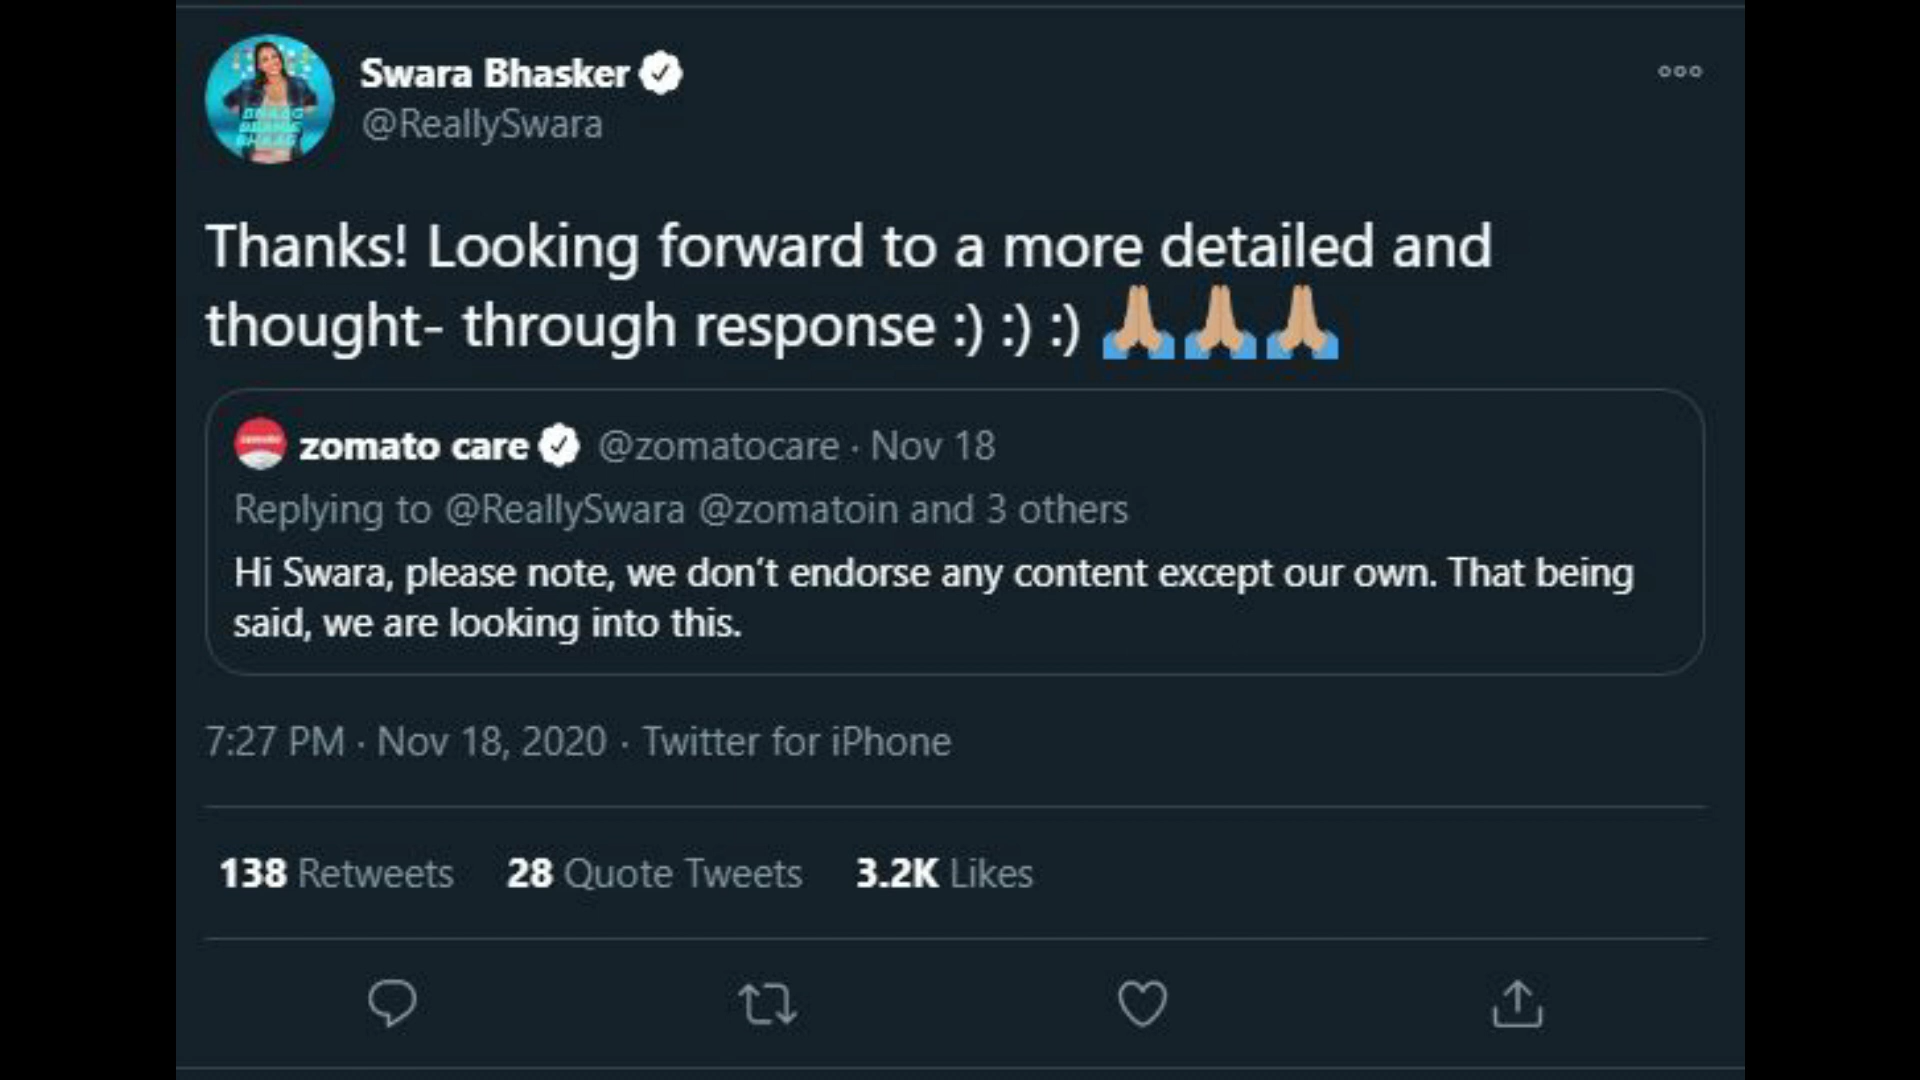 Swara Bhasker
@ReallySwara
Thanks! Looking forward to a more detailed and
thought- through response :) :) :) 🙏🏼🙏🏼🙏🏼
zomato care @zomatocare · Nov 18
Replying to @ReallySwara @zomatoin and 3 others
Hi Swara, please note, we don’t endorse any content except our own. That being
said, we are looking into this.
7:27 PM · Nov 18, 2020 · Twitter for iPhone
138 Retweets 28 Quote Tweets 3.2K Likes